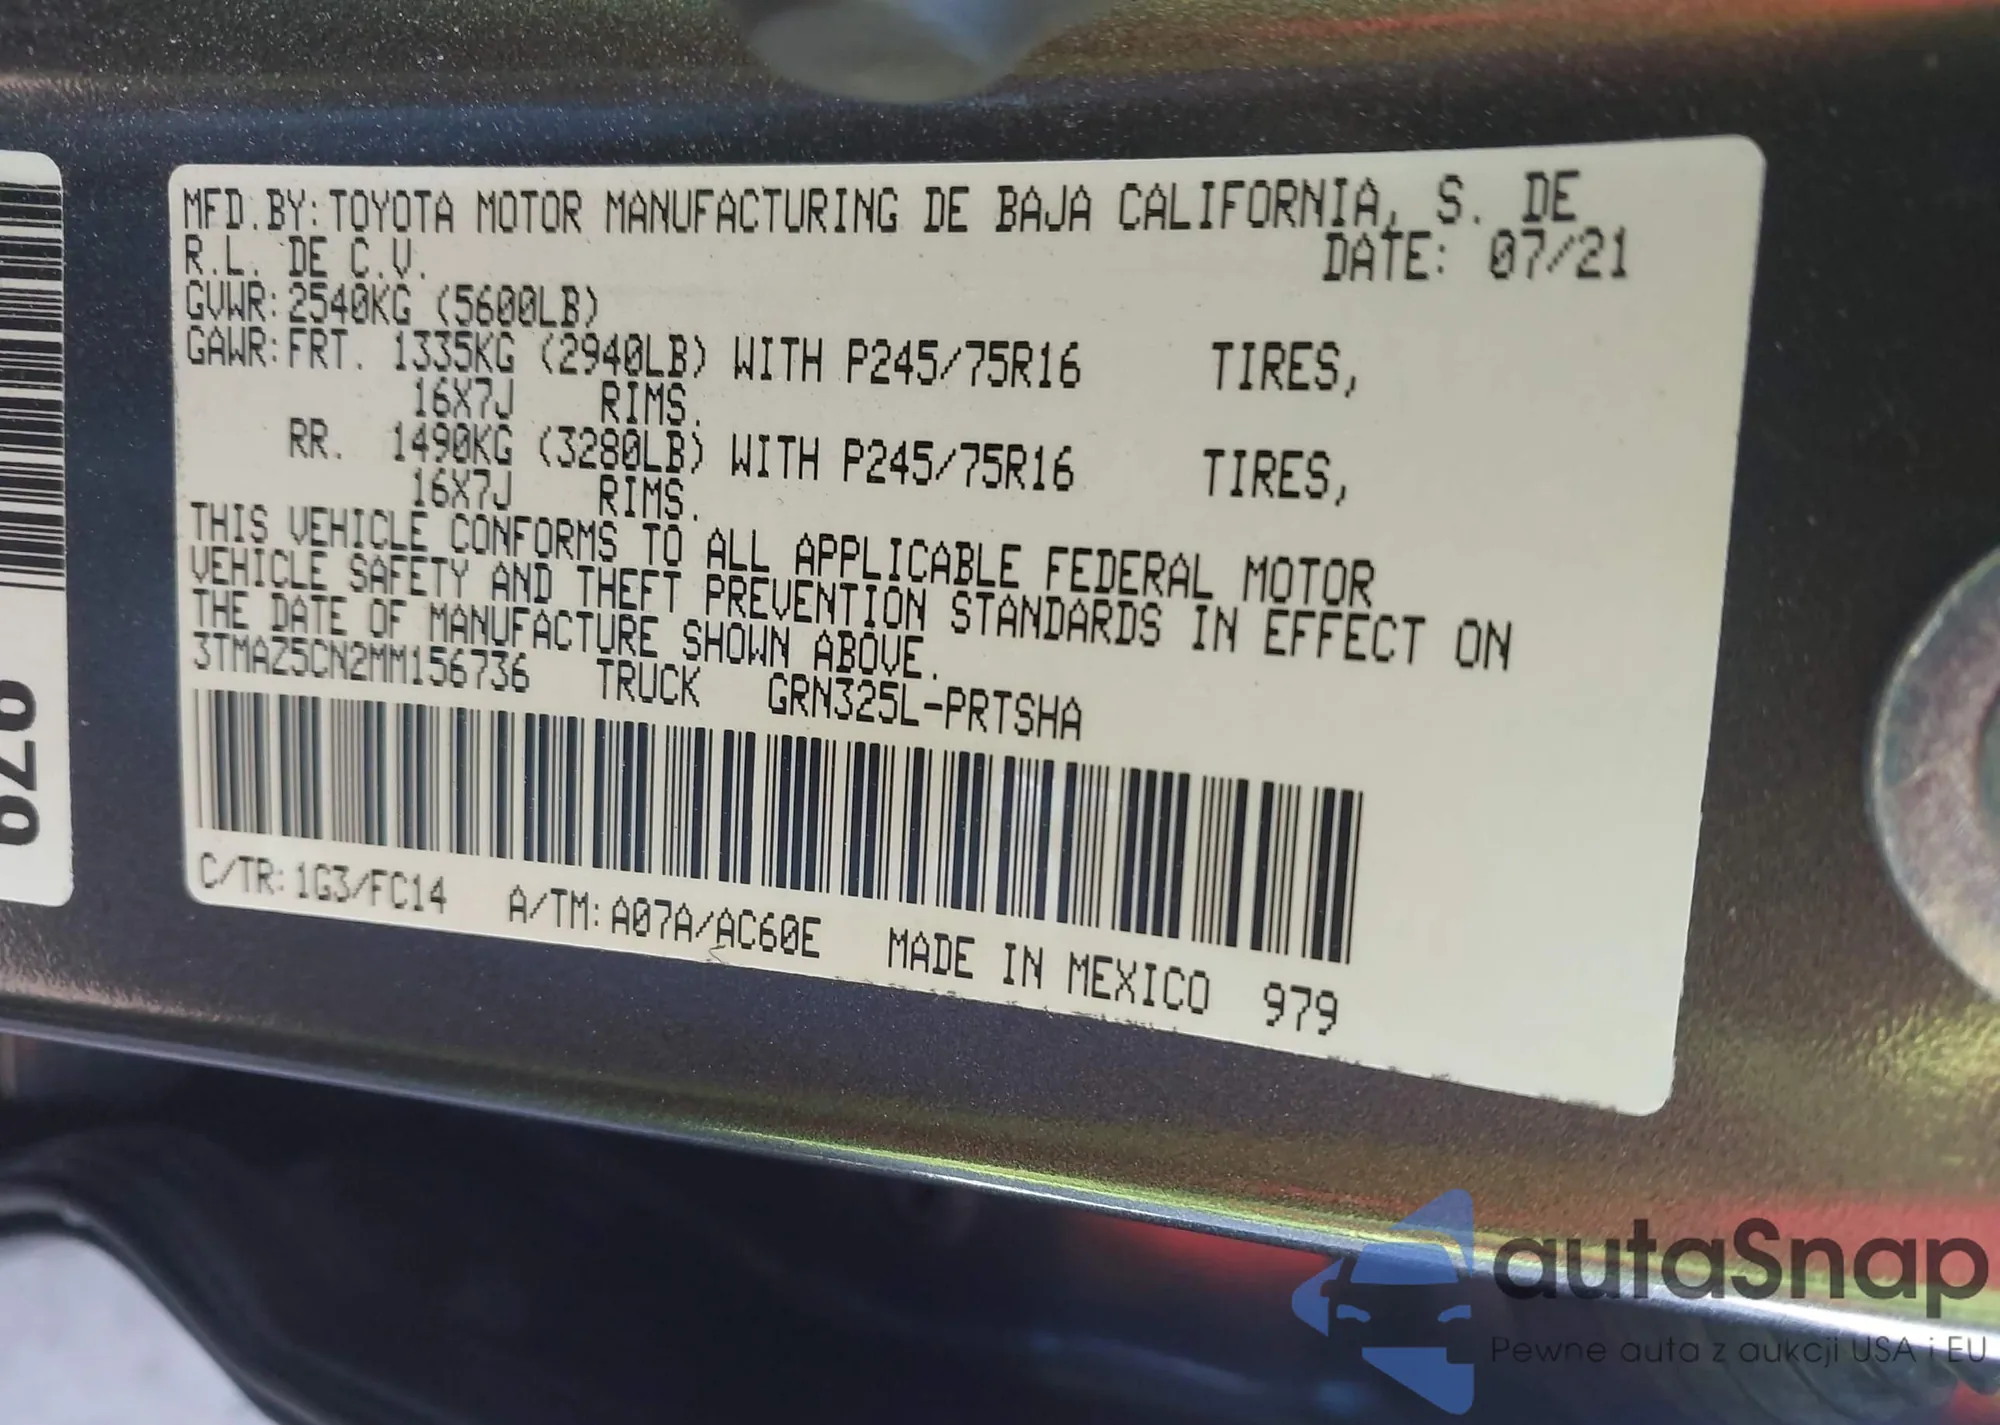 MFD.BY:TOYOTA MOTOR MANUFACTURING DE BAJA CALIFORNIA, S. DE
R.L. DE C.V. DATE: 07/21
GVWR:2540KG (5600LB)
GAWR:FRT. 1335KG (2940LB) WITH P245/75R16 TIRES,
16X7J RIMS.
RR. 1490KG (3280LB) WITH P245/75R16 TIRES,
16X7J RIMS.
THIS VEHICLE CONFORMS TO ALL APPLICABLE FEDERAL MOTOR
VEHICLE SAFETY AND THEFT PREVENTION STANDARDS IN EFFECT ON
THE DATE OF MANUFACTURE SHOWN ABOVE.
3TMAZ5CN2MM156736 TRUCK GRN325L-PRTSHA
C/TR:1G3/FC14 A/TM:A07A/AC60E MADE IN MEXICO 979
979
autaSnap
Pewne auta z aukcji USA i EU